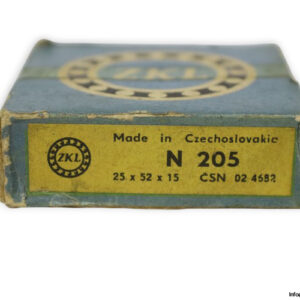 ZKL
Made in Czechoslovakia
ZKL
N 205
25 x 52 x 15 ČSN 02 4682